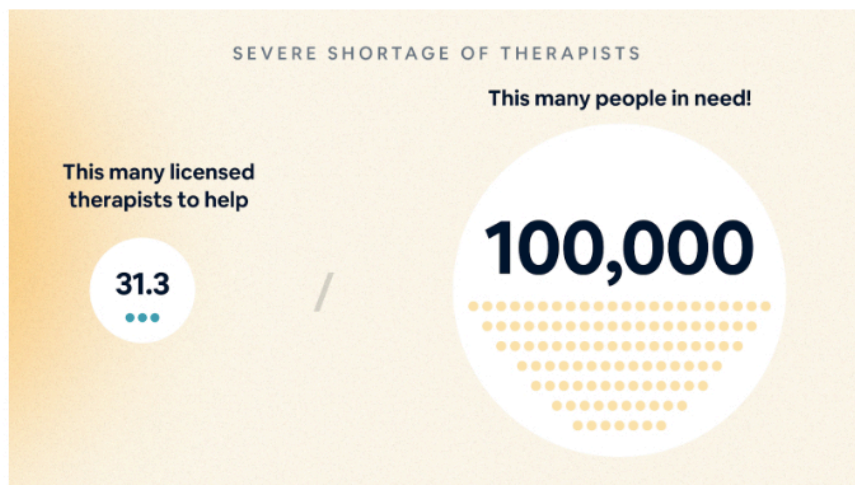 SEVERE SHORTAGE OF THERAPISTS
This many licensed
therapists to help
31.3
/
This many people in need!
100,000